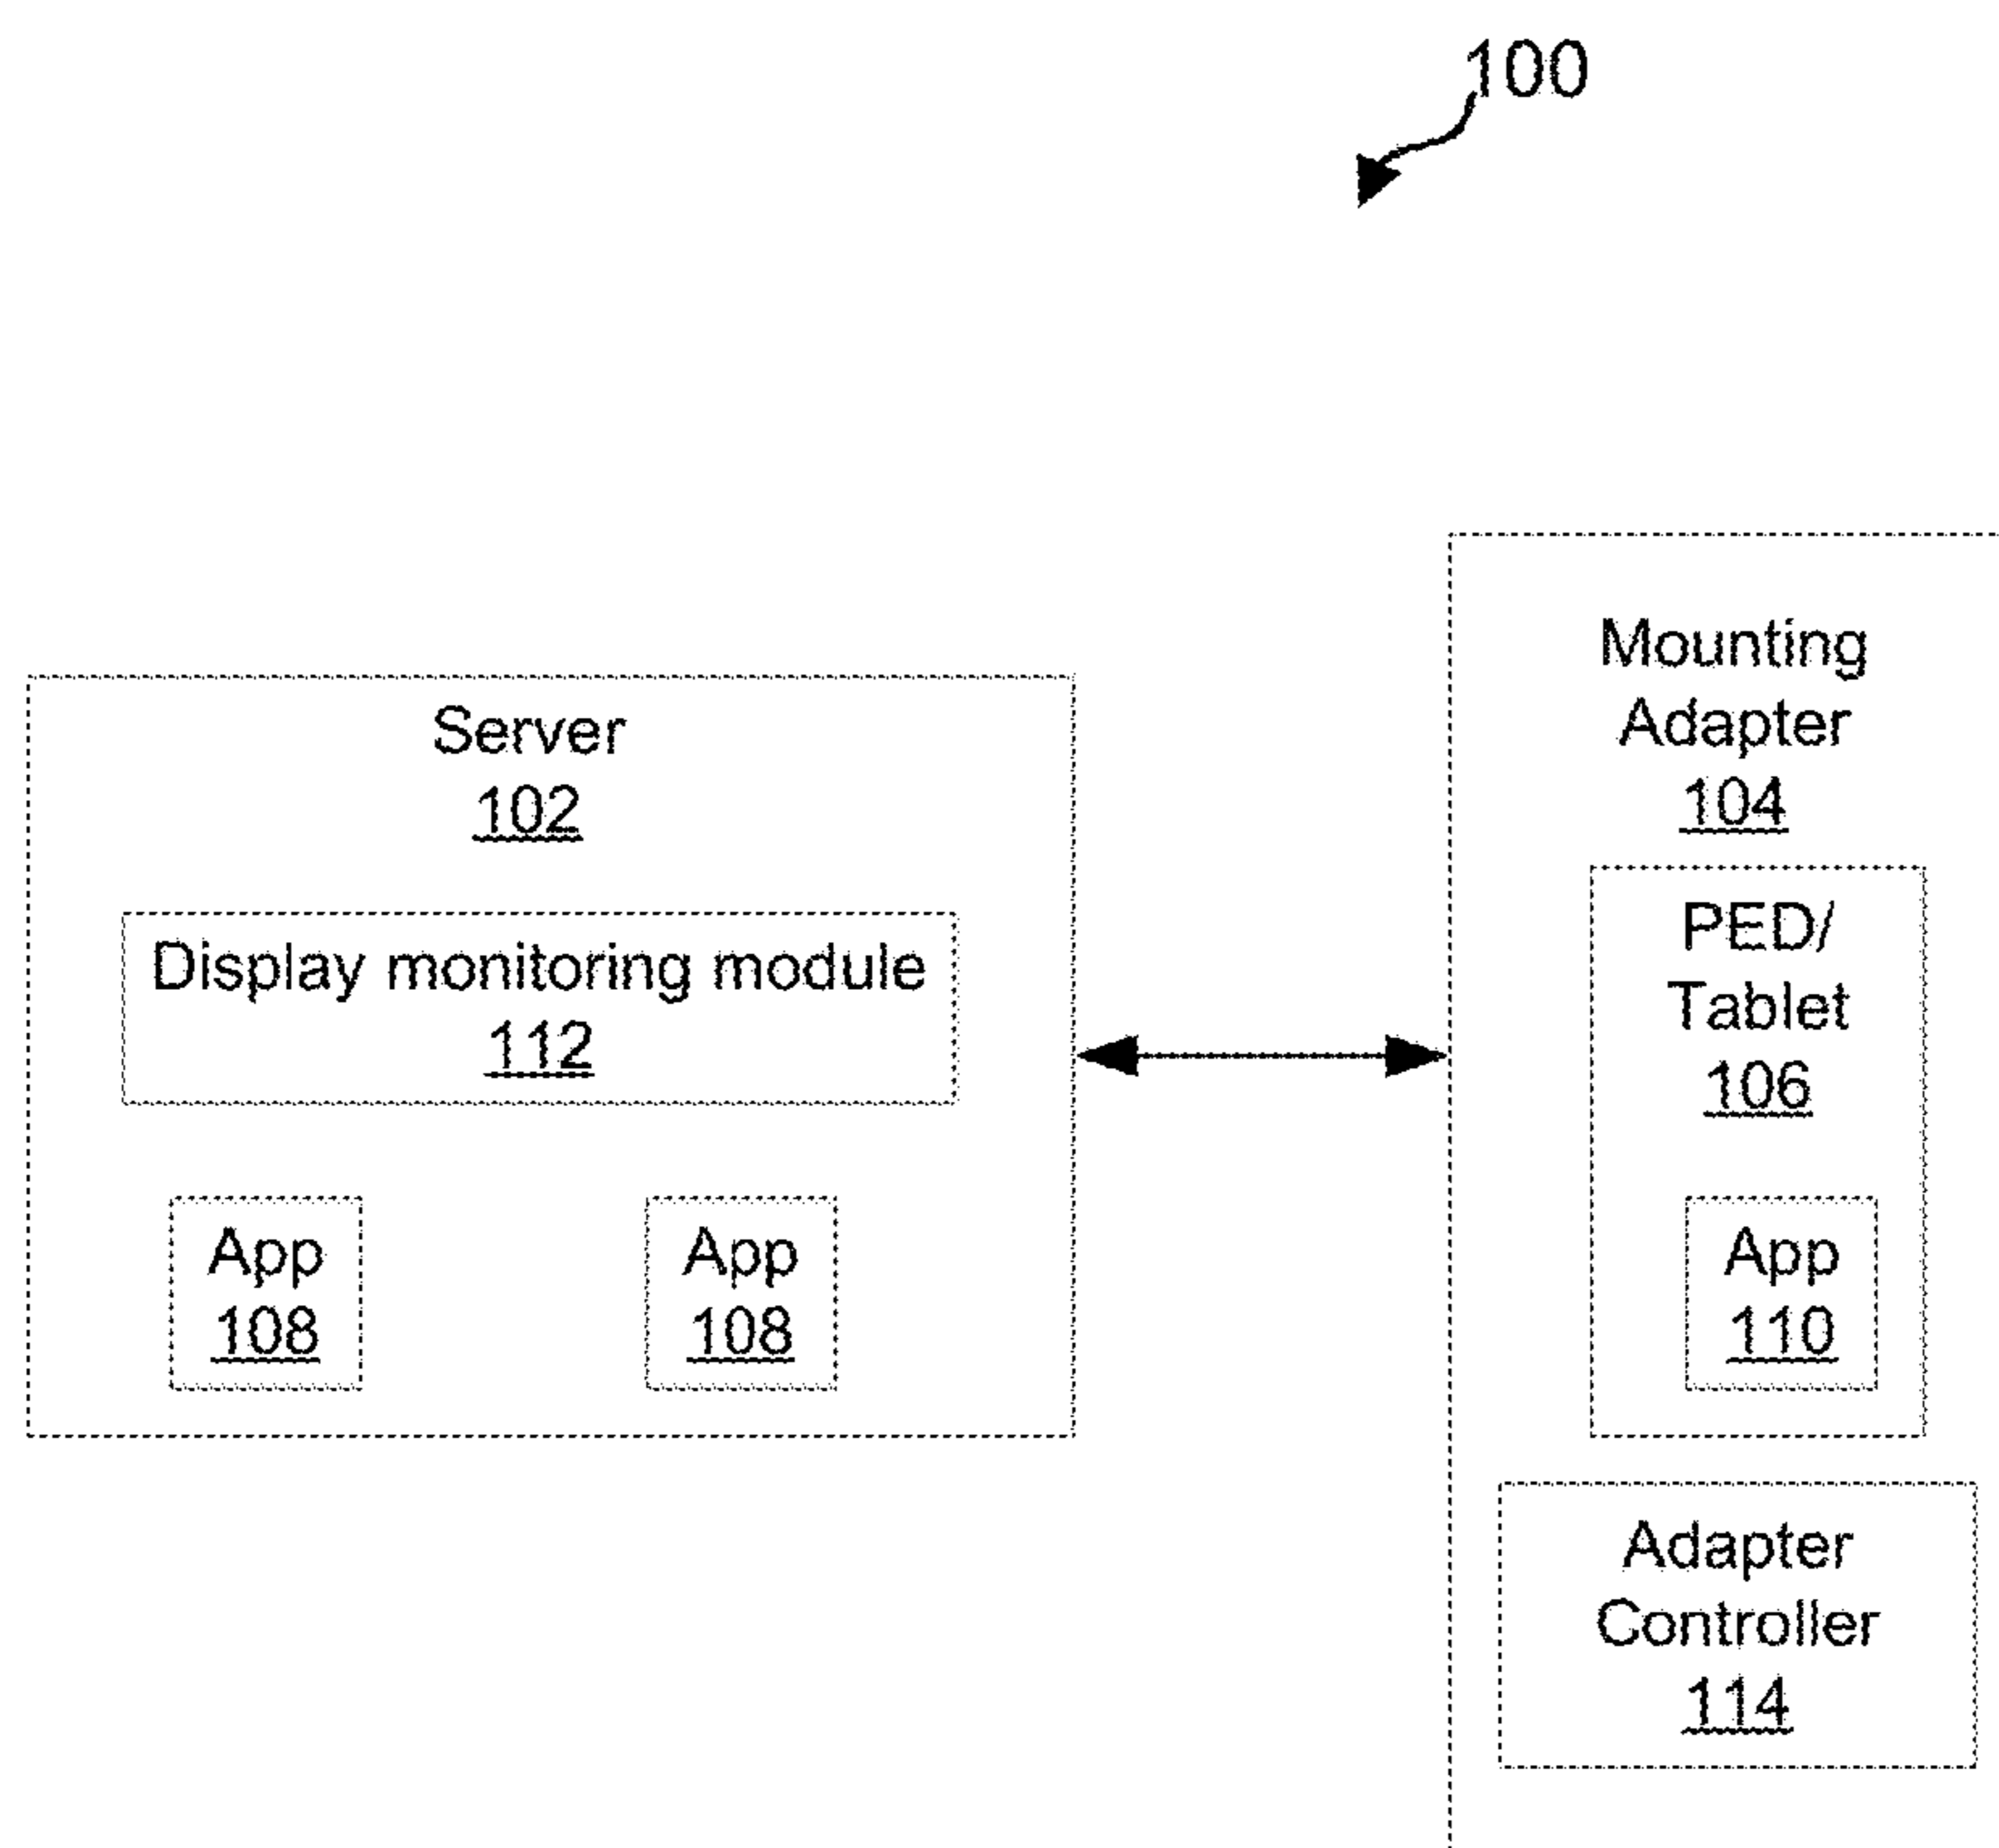 100
Server
102
Display monitoring module
112
App
108
App
108
Mounting
Adapter
104
PED/
Tablet
106
App
110
Adapter
Controller
114